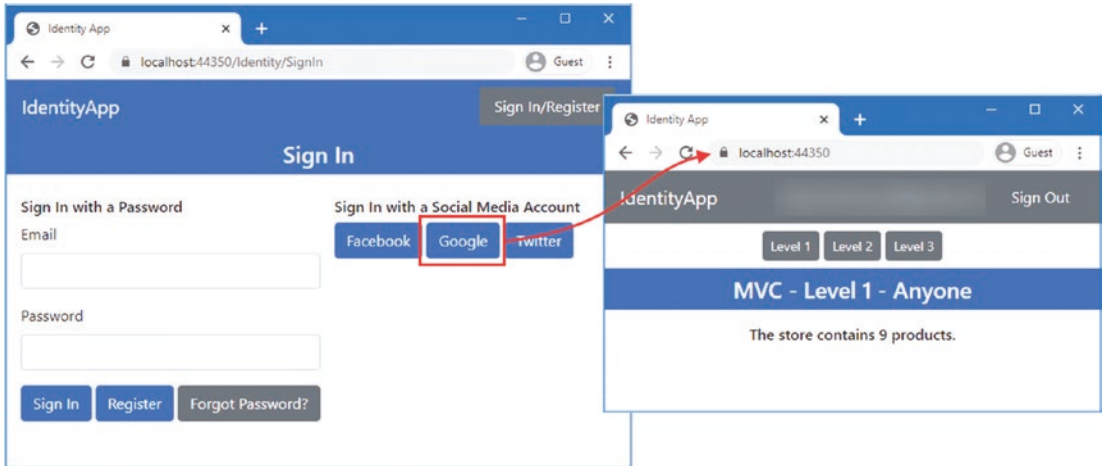 Identity App
localhost:44350/Identity/SignIn
Guest
IdentityApp
Sign In/Register
Sign In
Sign In with a Password
Email
Password
Sign In Register Forgot Password?
Sign In with a Social Media Account
Facebook Google Twitter
Identity App
localhost:44350
Guest
IdentityApp
Sign Out
Level 1 Level 2 Level 3
MVC - Level 1 - Anyone
The store contains 9 products.